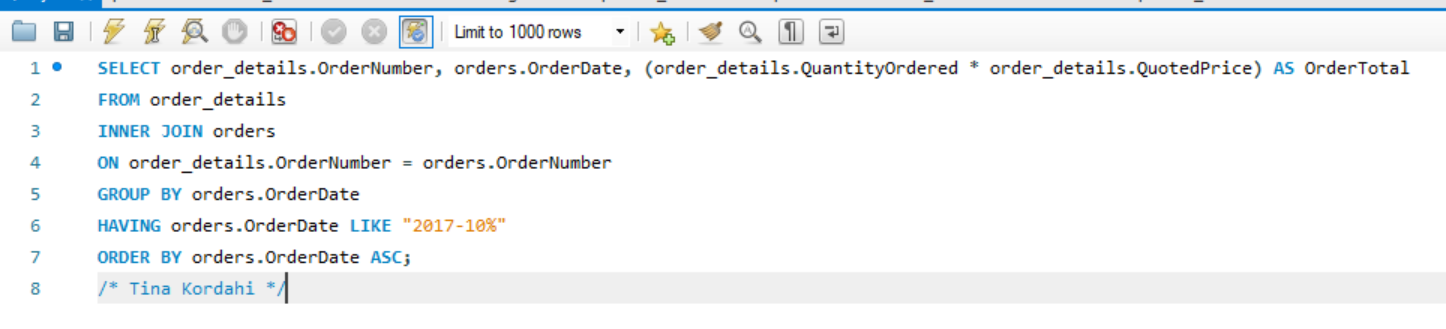 Limit to 1000 rows
1 SELECT order_details.OrderNumber, orders.OrderDate, (order_details.QuantityOrdered * order_details.QuotedPrice) AS OrderTotal
2 FROM order_details
3 INNER JOIN orders
4 ON order_details.OrderNumber = orders.OrderNumber
5 GROUP BY orders.OrderDate
6 HAVING orders.OrderDate LIKE "2017-10%"
7 ORDER BY orders.OrderDate ASC;
8 /* Tina Kordahi */